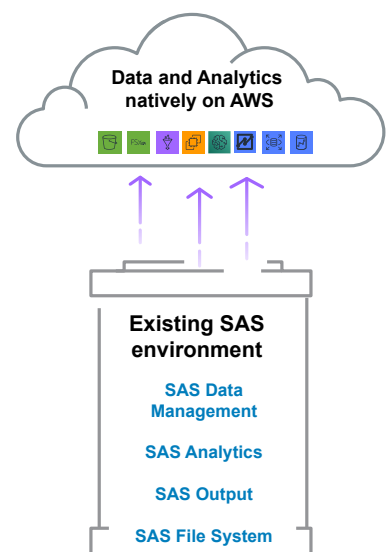 Data and Analytics
natively on AWS
FSx
Existing SAS
environment
SAS Data
Management
SAS Analytics
SAS Output
SAS File System